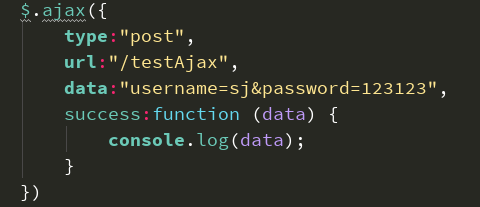 $.ajax({
    type:"post",
    url:"/testAjax",
    data:"username=sj&password=123123",
    success:function (data) {
        console.log(data);
    }
})